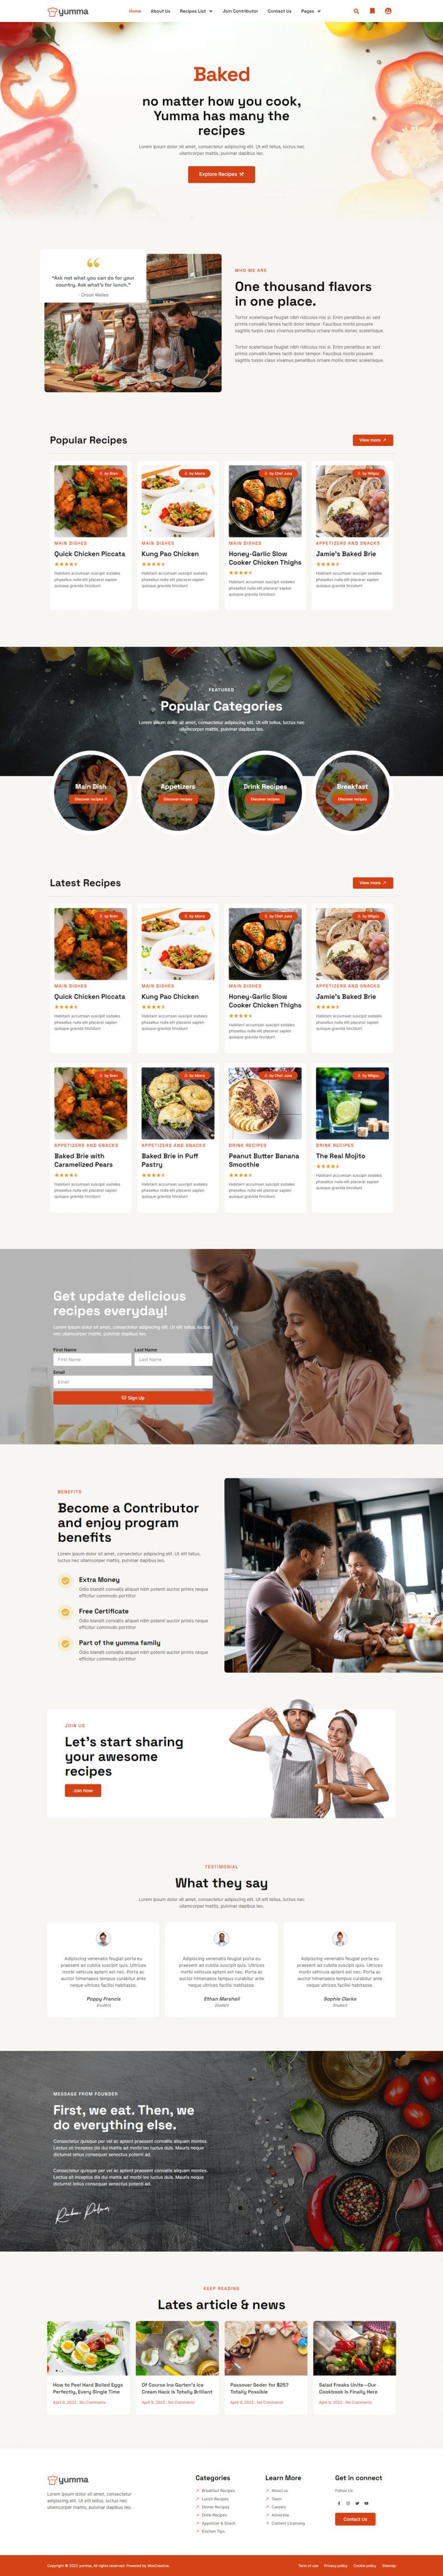 yumma
Home About Us Recipes List Join Contributor Contact Us Pages
Baked
no matter how you cook,
Yumma has many the
recipes
Lorem ipsum dolor sit amet, consectetur adipiscing elit. Ut elit tellus, luctus nec
ullamcorper mattis, pulvinar dapibus leo.
Explore Recipes
"Ask not what you can do for your
country. Ask what's for lunch."
- Orson Welles
WHO WE ARE
One thousand flavors
in one place.
Tortor scelerisque feugiat nibh ridiculus nisi si. Enim penatibus ac sed
primis convallis fames taciti dolor tempor. Faucibus morbi posuere
sagittis turpis class vivamus penatibus ornare mollis donec scelerisque.
Tortor scelerisque feugiat nibh ridiculus nisi si. Enim penatibus ac sed
primis convallis fames taciti dolor tempor. Faucibus morbi posuere
sagittis turpis class vivamus penatibus ornare mollis donec scelerisque.
Popular Recipes
View more
by Bren
by Moira
by Chef Juna
by Wilgoz
MAIN DISHES
Quick Chicken Piccata
Habitant accumsan suscipit sodales
phasellus nulla elit placerat sapien
quisque gravida tincidunt
MAIN DISHES
Kung Pao Chicken
Habitant accumsan suscipit sodales
phasellus nulla elit placerat sapien
quisque gravida tincidunt
MAIN DISHES
Honey-Garlic Slow
Cooker Chicken Thighs
Habitant accumsan suscipit sodales
phasellus nulla elit placerat sapien
quisque gravida tincidunt
APPETIZERS AND SNACKS
Jamie's Baked Brie
Habitant accumsan suscipit sodales
phasellus nulla elit placerat sapien
quisque gravida tincidunt
FEATURED
Popular Categories
Lorem ipsum dolor sit amet, consectetur adipiscing elit. Ut elit tellus, luctus nec
ullamcorper mattis, pulvinar dapibus leo.
Main Dish
Discover recipes
Appetizers
Discover recipes
Drink Recipes
Discover recipes
Breakfast
Discover recipes
Latest Recipes
View more
by Bren
by Moira
by Chef Juna
by Wilgoz
MAIN DISHES
Quick Chicken Piccata
Habitant accumsan suscipit sodales
phasellus nulla elit placerat sapien
quisque gravida tincidunt
MAIN DISHES
Kung Pao Chicken
Habitant accumsan suscipit sodales
phasellus nulla elit placerat sapien
quisque gravida tincidunt
MAIN DISHES
Honey-Garlic Slow
Cooker Chicken Thighs
Habitant accumsan suscipit sodales
phasellus nulla elit placerat sapien
quisque gravida tincidunt
APPETIZERS AND SNACKS
Jamie's Baked Brie
Habitant accumsan suscipit sodales
phasellus nulla elit placerat sapien
quisque gravida tincidunt
by Bren
by Moira
by Chef Juna
by Wilgoz
APPETIZERS AND SNACKS
Baked Brie with
Caramelized Pears
Habitant accumsan suscipit sodales
phasellus nulla elit placerat sapien
quisque gravida tincidunt
APPETIZERS AND SNACKS
Baked Brie in Puff
Pastry
Habitant accumsan suscipit sodales
phasellus nulla elit placerat sapien
quisque gravida tincidunt
DRINK RECIPES
Peanut Butter Banana
Smoothie
Habitant accumsan suscipit sodales
phasellus nulla elit placerat sapien
quisque gravida tincidunt
DRINK RECIPES
The Real Mojito
Habitant accumsan suscipit sodales
phasellus nulla elit placerat sapien
quisque gravida tincidunt
Get update delicious
recipes everyday!
Lorem ipsum dolor sit amet, consectetur adipiscing elit. Ut elit tellus, luctus
nec ullamcorper mattis, pulvinar dapibus leo.
First Name Last Name
First Name Last Name
Email
Email
Sign Up
BENEFITS
Become a Contributor
and enjoy program
benefits
Lorem ipsum dolor sit amet, consectetur adipiscing elit. Ut elit tellus,
luctus nec ullamcorper mattis, pulvinar dapibus leo.
Extra Money
Odio blandit convallis aliquet nibh potenti auctor primis neque
efficitur commodo porttitor
Free Certificate
Odio blandit convallis aliquet nibh potenti auctor primis neque
efficitur commodo porttitor
Part of the yumma family
Odio blandit convallis aliquet nibh potenti auctor primis neque
efficitur commodo porttitor
JOIN US
Let's start sharing
your awesome
recipes
Join Now
TESTIMONIAL
What they say
Lorem ipsum dolor sit amet, consectetur adipiscing elit. Ut elit tellus, luctus nec
ullamcorper mattis, pulvinar dapibus leo.
Adipiscing venenatis feugiat porta eu
praesent ad cubilia suscipit quis. Ultrices
morbi vehicula aptent est nec. Porta ac
auctor himenaeos tempus curabitur ante
neque ultrices facilisi habitasse.
Poppy Francis
Student
Adipiscing venenatis feugiat porta eu
praesent ad cubilia suscipit quis. Ultrices
morbi vehicula aptent est nec. Porta ac
auctor himenaeos tempus curabitur ante
neque ultrices facilisi habitasse.
Ethan Marshall
Student
Adipiscing venenatis feugiat porta eu
praesent ad cubilia suscipit quis. Ultrices
morbi vehicula aptent est nec. Porta ac
auctor himenaeos tempus curabitur ante
neque ultrices facilisi habitasse.
Sophia Clarke
Student
MESSAGE FROM FOUNDER
First, we eat. Then, we
do everything else.
Consectetur quisque per vel ac aptent praesent convallis aliquam montes.
Lectus sit inceptos dis dui mattis ad morbi leo luctus duis. Mauris neque
dictumst tellus consequat senectus potenti ad.
Consectetur quisque per vel ac aptent praesent convallis aliquam montes.
Lectus sit inceptos dis dui mattis ad morbi leo luctus duis. Mauris neque
dictumst tellus consequat senectus potenti ad.
KEEP READING
Lates article & news
How to Peel Hard Boiled Eggs
Perfectly, Every Single Time
April 9, 2022 . No Comments
Of Course Ina Garten's Ice
Cream Hack Is Totally Brilliant
April 9, 2022 . No Comments
Passover Seder for $25?
Totally Possible
April 9, 2022 . No Comments
Salad Freaks Unite—Our
Cookbook Is Finally Here
April 9, 2022 . No Comments
yumma
Lorem ipsum dolor sit amet, consectetur
adipiscing elit. Ut elit tellus, luctus nec
ullamcorper mattis, pulvinar dapibus leo.
Categories
Breakfast Recipes
Lunch Recipes
Dinner Recipes
Drink Recipes
Appetizer & Snack
Kitchen Tips
Learn More
About us
Team
Careers
Advertise
Content Licensing
Get in connect
Follow Us:
Contact Us
Copyright © 2022 yumma, All rights reserved. Powered by MoxCreative.
Term of use Privacy policy Cookie policy Sitemap